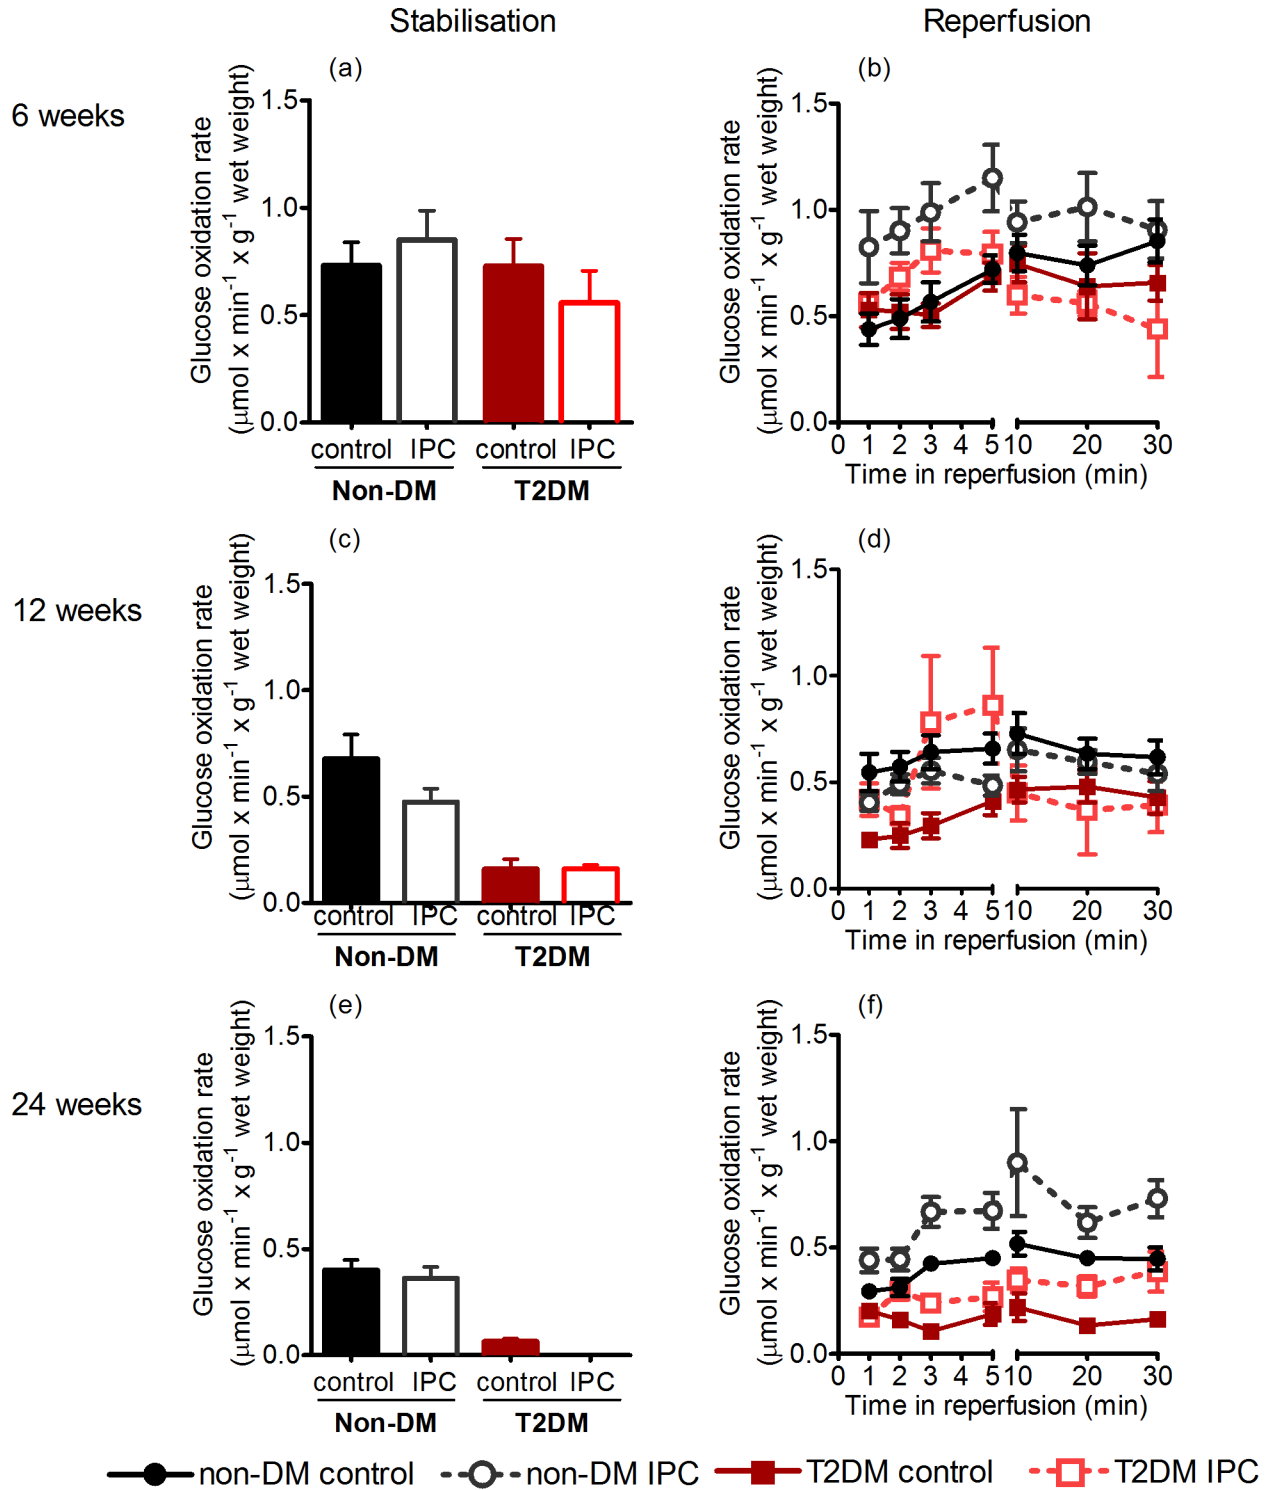 Stabilisation
Reperfusion
6 weeks
(a)
Glucose oxidation rate
(μmol x min⁻¹ x g⁻¹ wet weight)
1.5
1.0
0.5
0.0
control IPC control IPC
Non-DM T2DM
(b)
Glucose oxidation rate
(μmol x min⁻¹ x g⁻¹ wet weight)
1.5
1.0
0.5
0.0
0 1 2 3 4 5 10 20 30
Time in reperfusion (min)
12 weeks
(c)
Glucose oxidation rate
(μmol x min⁻¹ x g⁻¹ wet weight)
1.5
1.0
0.5
0.0
control IPC control IPC
Non-DM T2DM
(d)
Glucose oxidation rate
(μmol x min⁻¹ x g⁻¹ wet weight)
1.5
1.0
0.5
0.0
0 1 2 3 4 5 10 20 30
Time in reperfusion (min)
24 weeks
(e)
Glucose oxidation rate
(μmol x min⁻¹ x g⁻¹ wet weight)
1.5
1.0
0.5
0.0
control IPC control IPC
Non-DM T2DM
(f)
Glucose oxidation rate
(μmol x min⁻¹ x g⁻¹ wet weight)
1.5
1.0
0.5
0.0
0 1 2 3 4 5 10 20 30
Time in reperfusion (min)
non-DM control non-DM IPC T2DM control T2DM IPC